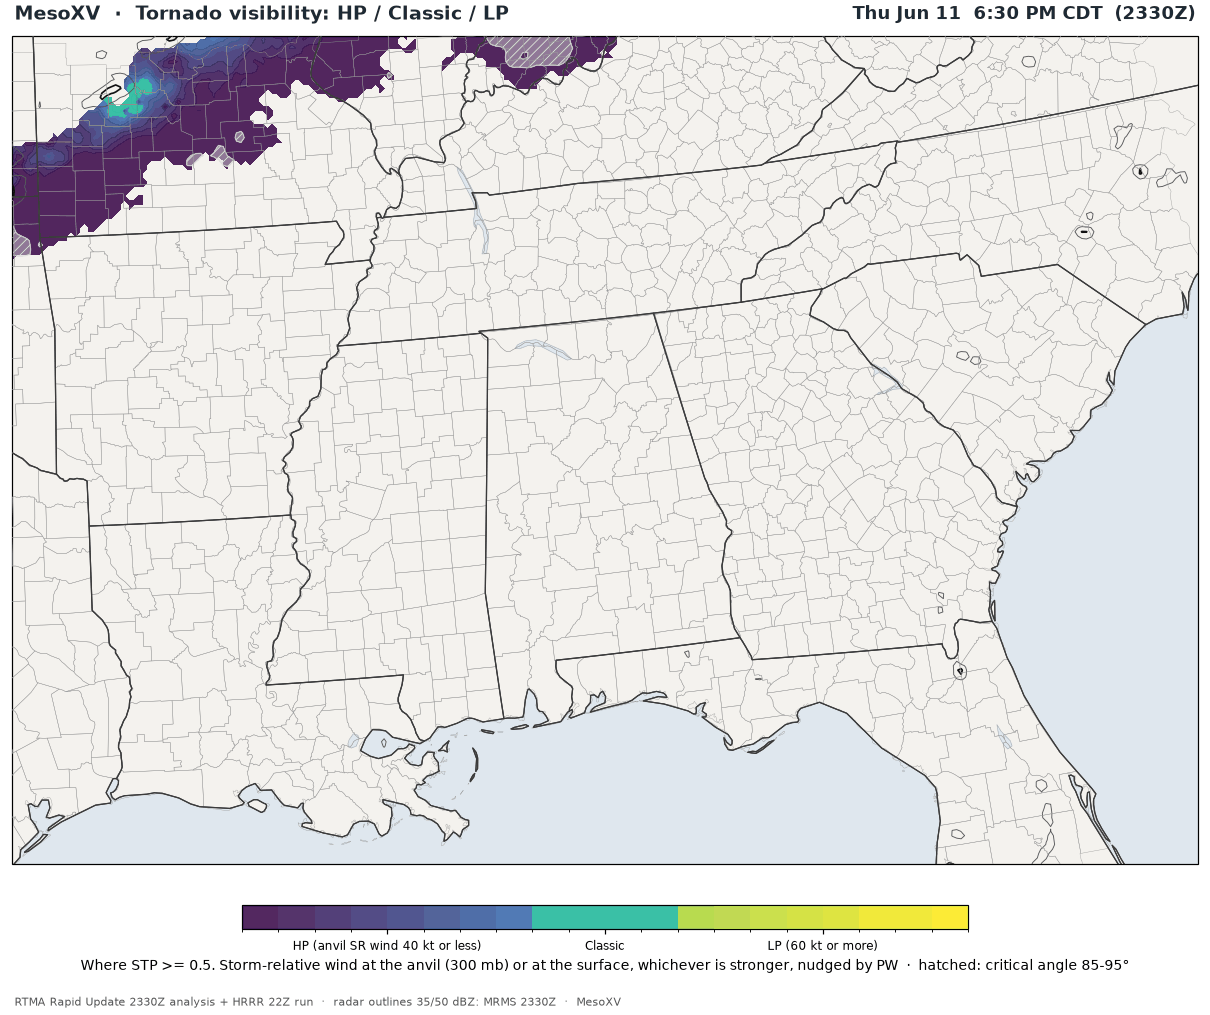 MesoXV · Tornado visibility: HP / Classic / LP
Thu Jun 11 6:30 PM CDT (2330Z)
HP (anvil SR wind 40 kt or less)
Classic
LP (60 kt or more)
Where STP >= 0.5. Storm-relative wind at the anvil (300 mb) or at the surface, whichever is stronger, nudged by PW · hatched: critical angle 85-95°
RTMA Rapid Update 2330Z analysis + HRRR 22Z run · radar outlines 35/50 dBZ: MRMS 2330Z · MesoXV